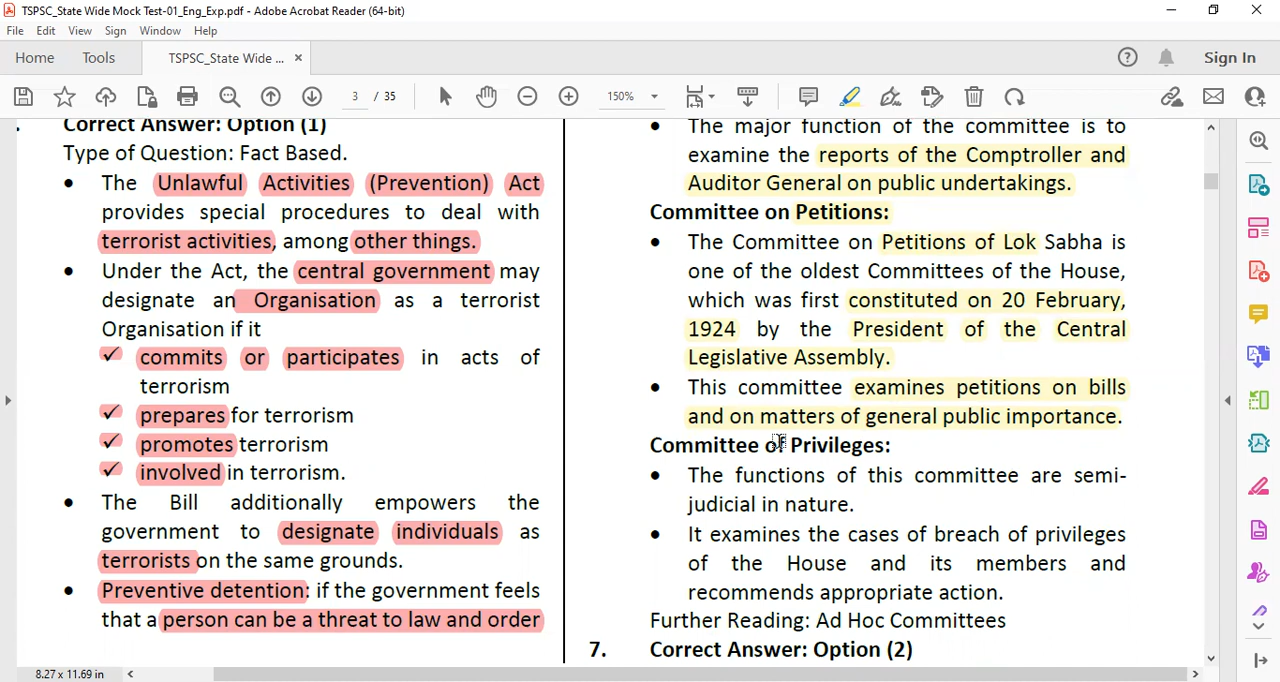 TSPSC_State Wide Mock Test-01_Eng_Exp.pdf - Adobe Acrobat Reader (64-bit)
File Edit View Sign Window Help
Home Tools TSPSC_State Wide ... × Sign In
3 / 35 150%
Correct Answer: Option (1)
Type of Question: Fact Based.
• The Unlawful Activities (Prevention) Act
provides special procedures to deal with
terrorist activities, among other things.
• Under the Act, the central government may
designate an Organisation as a terrorist
Organisation if it
✓ commits or participates in acts of
terrorism
✓ prepares for terrorism
✓ promotes terrorism
✓ involved in terrorism.
• The Bill additionally empowers the
government to designate individuals as
terrorists on the same grounds.
• Preventive detention: if the government feels
that a person can be a threat to law and order
• The major function of the committee is to
examine the reports of the Comptroller and
Auditor General on public undertakings.
Committee on Petitions:
• The Committee on Petitions of Lok Sabha is
one of the oldest Committees of the House,
which was first constituted on 20 February,
1924 by the President of the Central
Legislative Assembly.
• This committee examines petitions on bills
and on matters of general public importance.
Committee of Privileges:
• The functions of this committee are semi-
judicial in nature.
• It examines the cases of breach of privileges
of the House and its members and
recommends appropriate action.
Further Reading: Ad Hoc Committees
7. Correct Answer: Option (2)
8.27 x 11.69 in